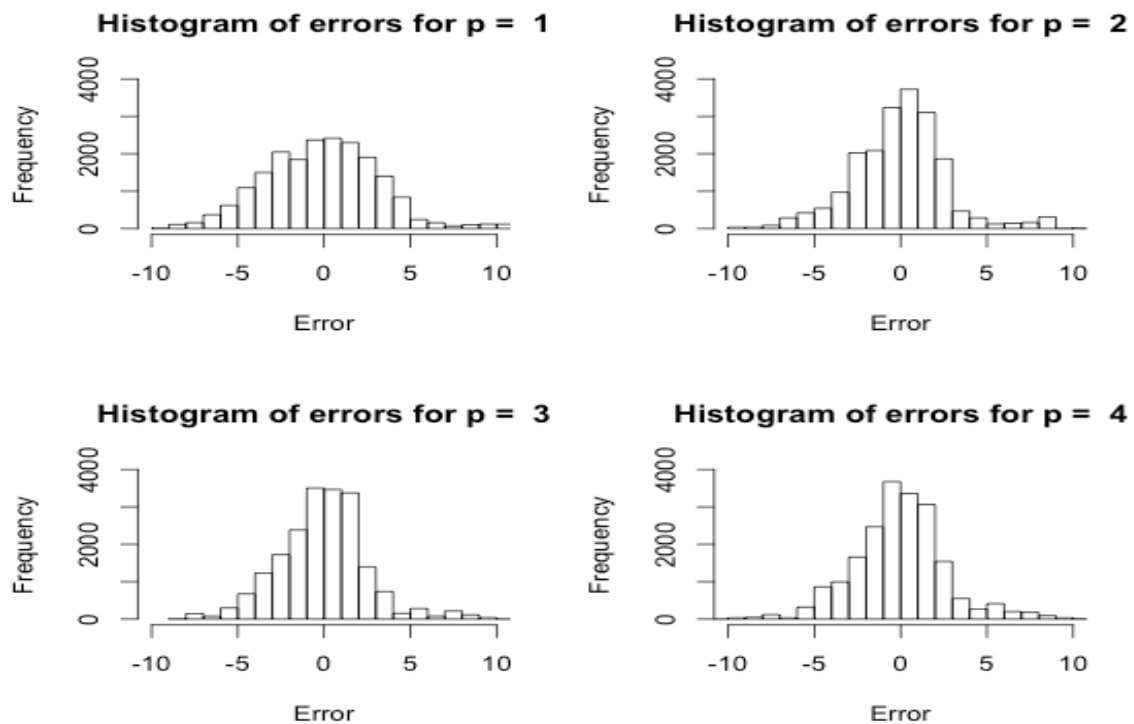 Histogram of errors for p =  1
Frequency
4000
2000
0
-10 -5 0 5 10
Error
Histogram of errors for p =  2
Frequency
4000
2000
0
-10 -5 0 5 10
Error
Histogram of errors for p =  3
Frequency
4000
2000
0
-10 -5 0 5 10
Error
Histogram of errors for p =  4
Frequency
4000
2000
0
-10 -5 0 5 10
Error